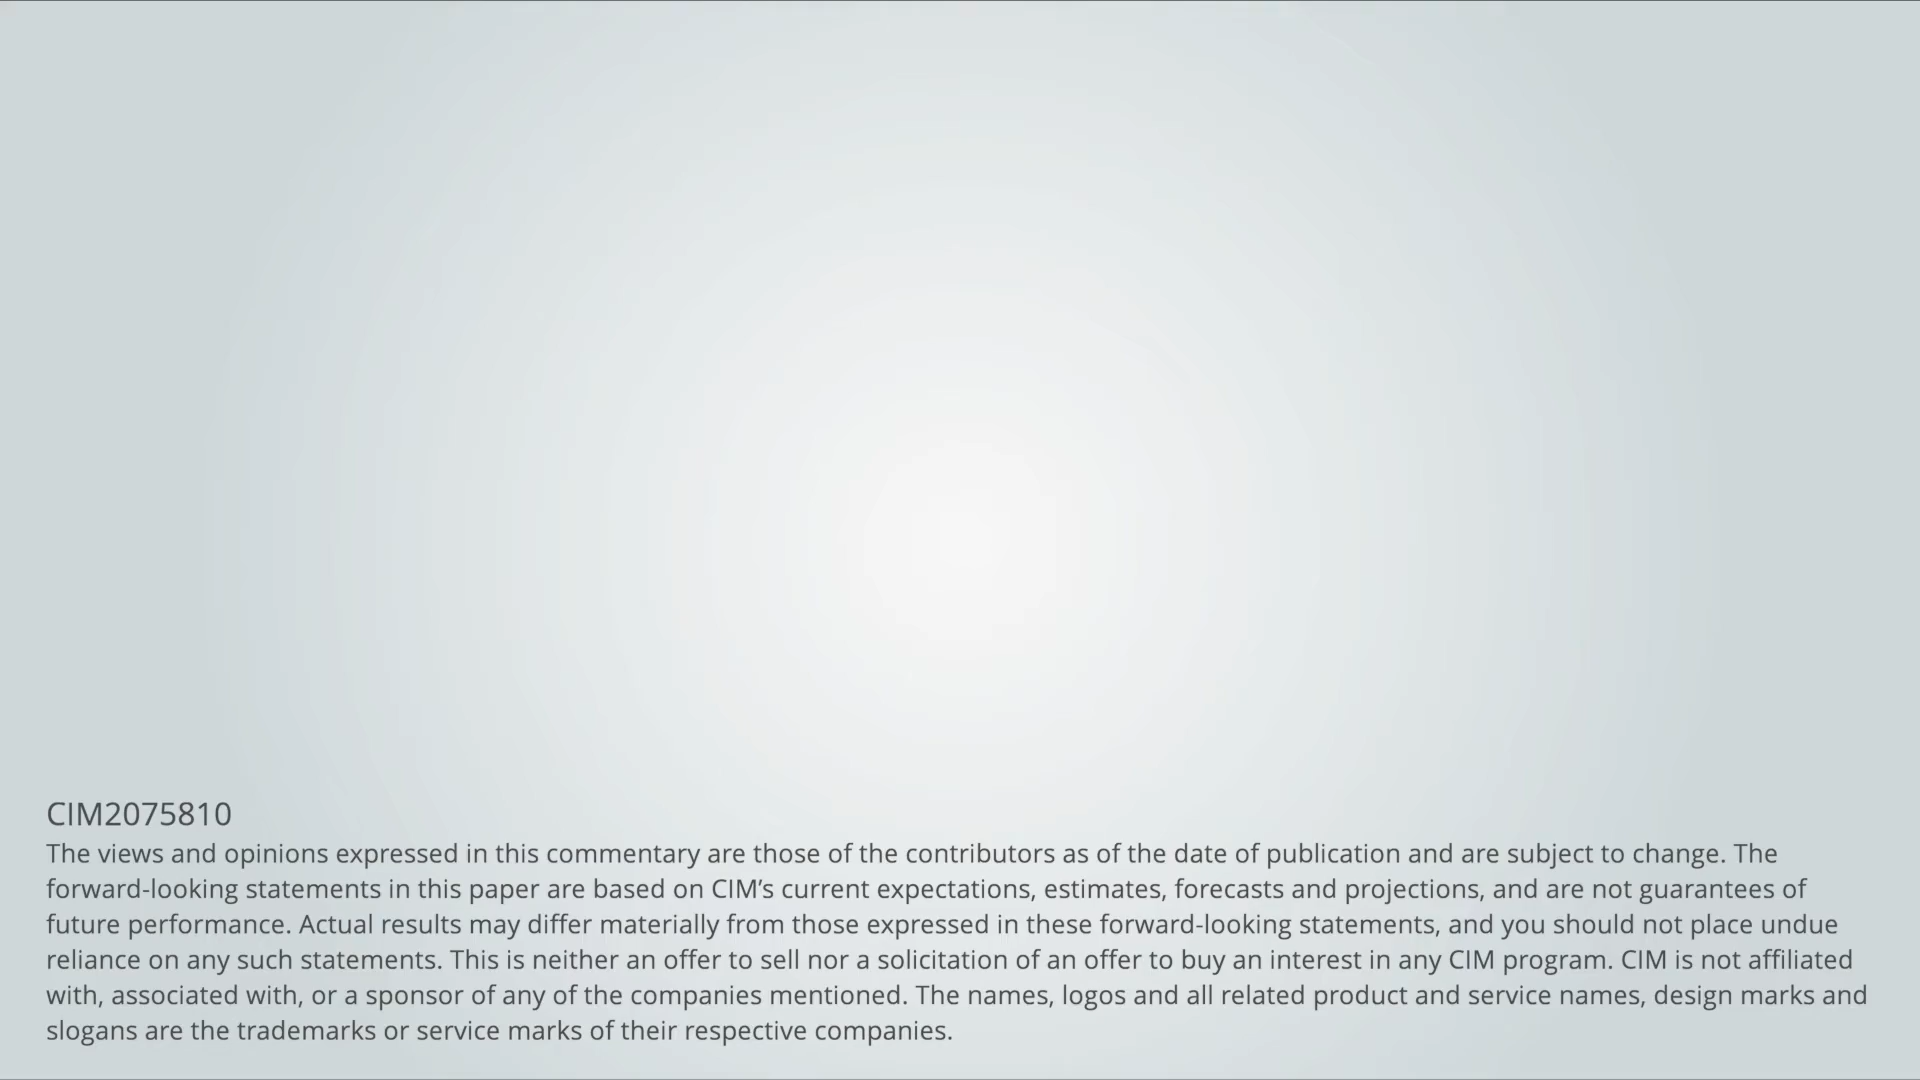 CIM2075810
The views and opinions expressed in this commentary are those of the contributors as of the date of publication and are subject to change. The
forward-looking statements in this paper are based on CIM’s current expectations, estimates, forecasts and projections, and are not guarantees of
future performance. Actual results may differ materially from those expressed in these forward-looking statements, and you should not place undue
reliance on any such statements. This is neither an offer to sell nor a solicitation of an offer to buy an interest in any CIM program. CIM is not affiliated
with, associated with, or a sponsor of any of the companies mentioned. The names, logos and all related product and service names, design marks and
slogans are the trademarks or service marks of their respective companies.